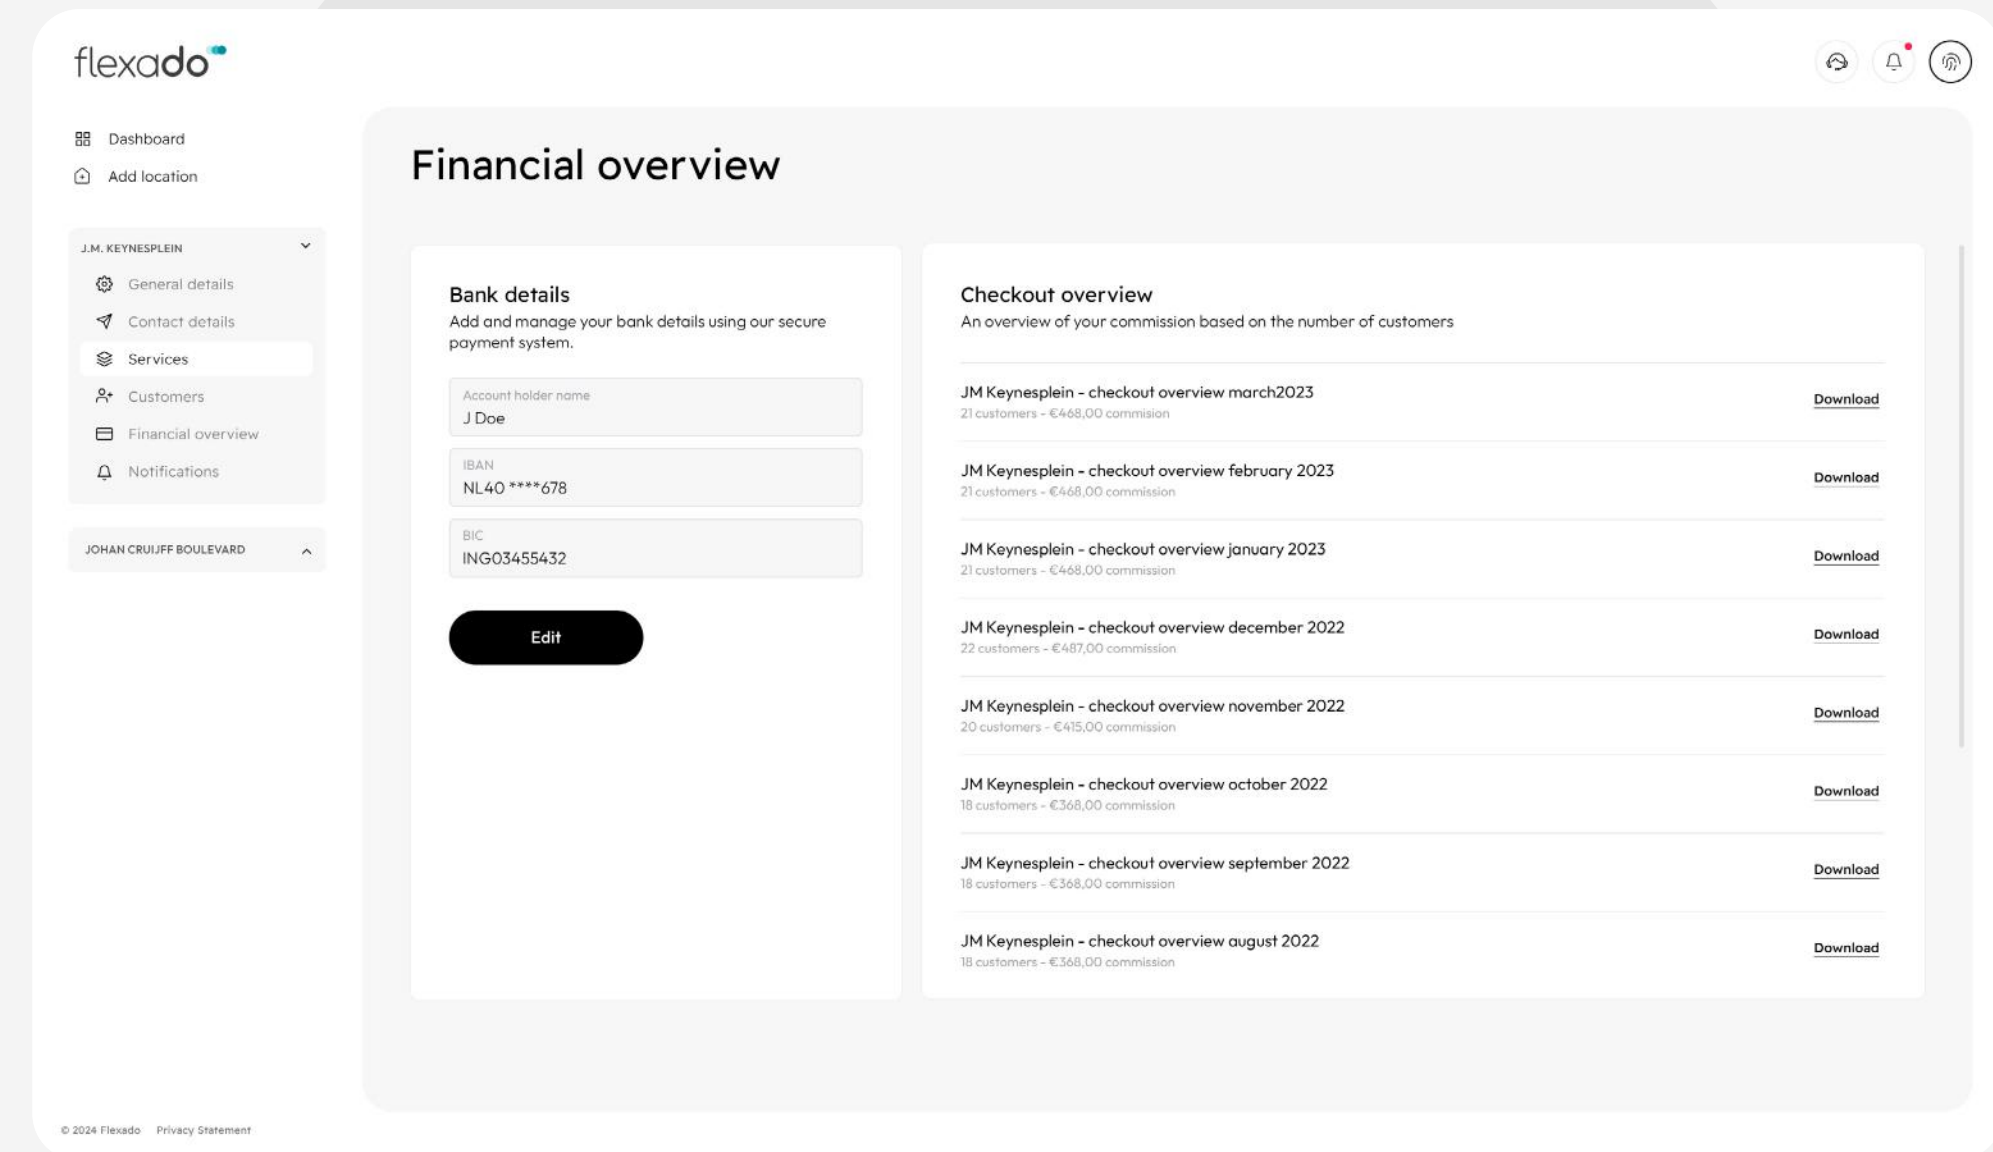 flexado
Dashboard
Add location
J.M. KEYNESPLEIN
General details
Contact details
Services
Customers
Financial overview
Notifications
JOHAN CRUIJFF BOULEVARD
Financial overview
Bank details
Add and manage your bank details using our secure
payment system.
Account holder name
J Doe
IBAN
NL40 ****678
BIC
ING03455432
Edit
Checkout overview
An overview of your commission based on the number of customers
JM Keynesplein - checkout overview march2023
21 customers - €468,00 commision
Download
JM Keynesplein - checkout overview february 2023
21 customers - €468,00 commission
Download
JM Keynesplein - checkout overview january 2023
21 customers - €468,00 commission
Download
JM Keynesplein - checkout overview december 2022
22 customers - €487,00 commission
Download
JM Keynesplein - checkout overview november 2022
20 customers - €415,00 commission
Download
JM Keynesplein - checkout overview october 2022
18 customers - €368,00 commission
Download
JM Keynesplein - checkout overview september 2022
18 customers - €368,00 commission
Download
JM Keynesplein - checkout overview august 2022
18 customers - €368,00 commission
Download
© 2024 Flexado Privacy Statement